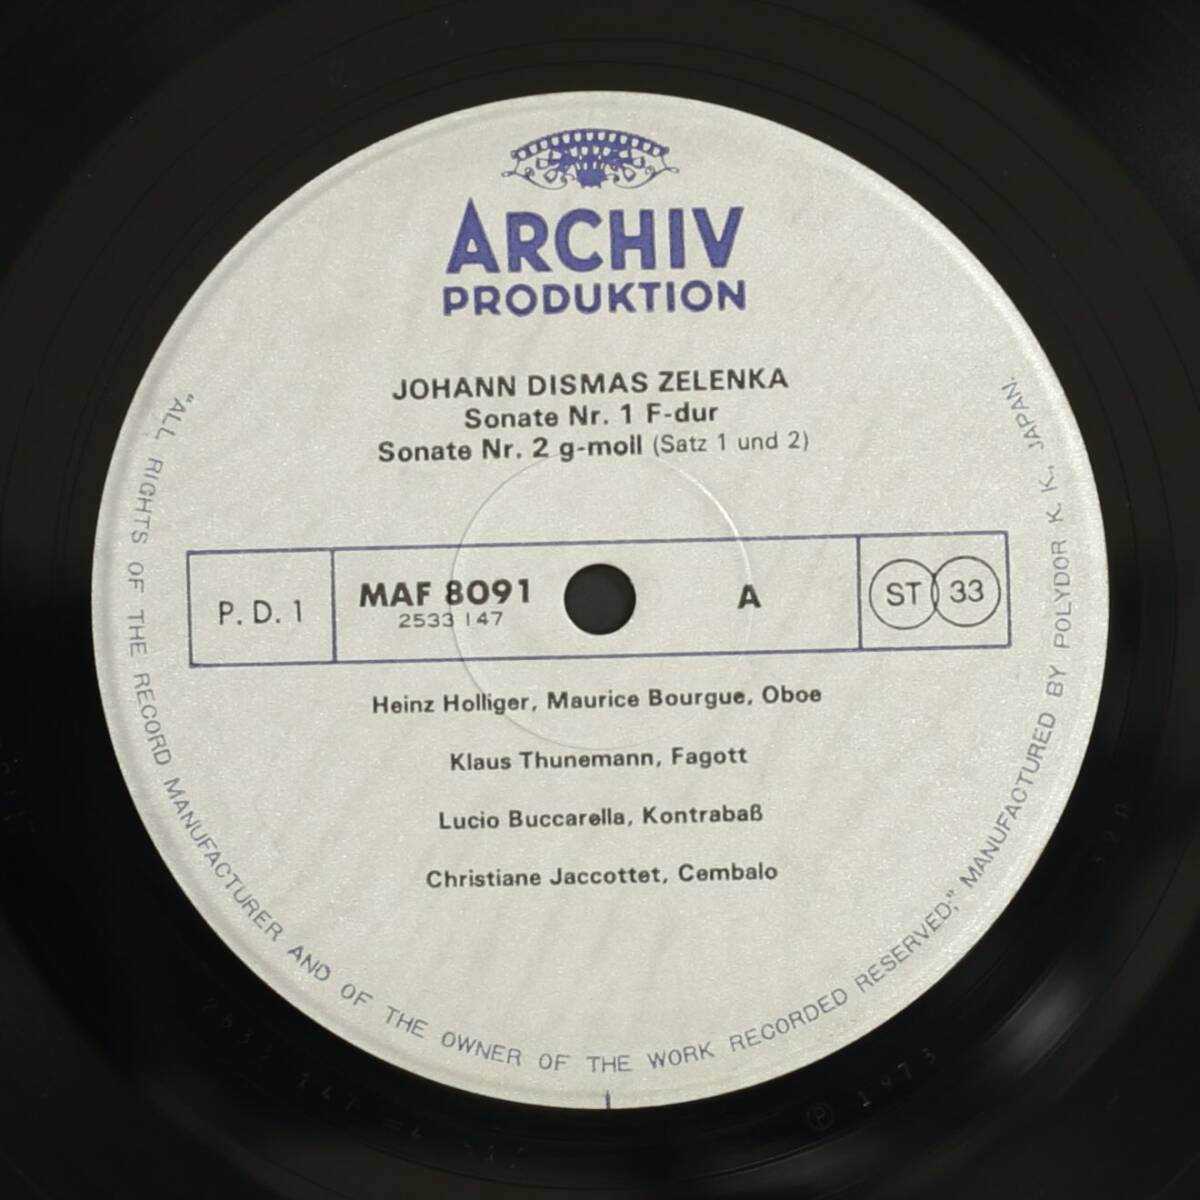 ARCHIV
PRODUKTION
JOHANN DISMAS ZELENKA
Sonate Nr. 1 F-dur
Sonate Nr. 2 g-moll (Satz 1 und 2)
P. D. 1
MAF 8091
2533 147
A
ST 33
Heinz Holliger, Maurice Bourgue, Oboe
Klaus Thunemann, Fagott
Lucio Buccarella, Kontrabaß
Christiane Jaccottet, Cembalo
"ALL RIGHTS OF THE RECORD MANUFACTURER AND OF THE OWNER OF THE WORK RECORDED RESERVED;" MANUFACTURED BY POLYDOR K. K., JAPAN.
℗ 1973